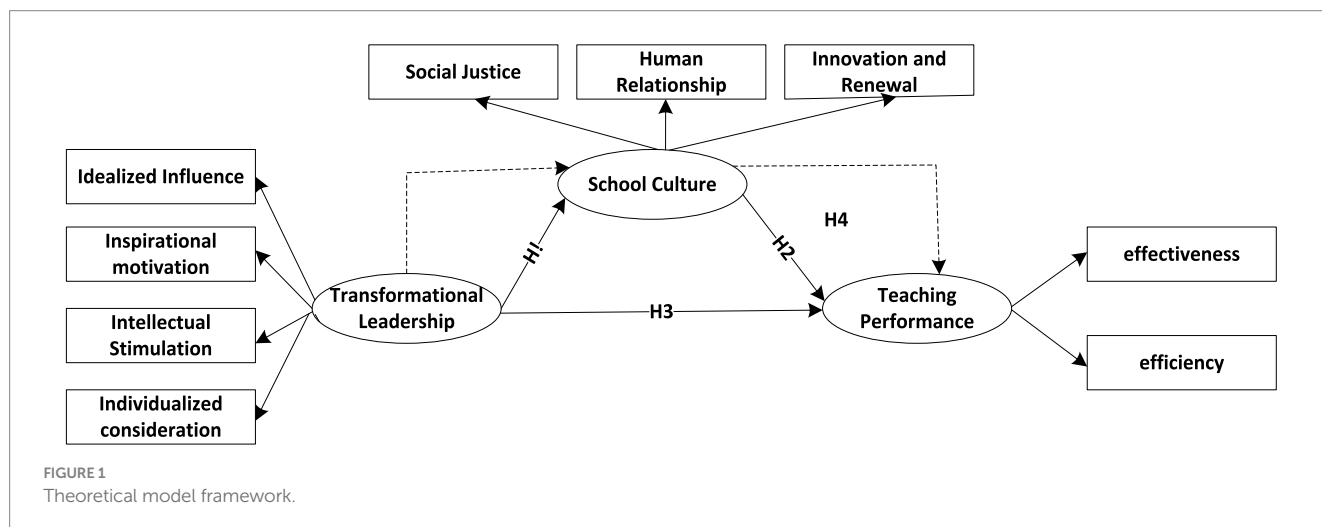 Social Justice
Human
Relationship
Innovation and
Renewal
Idealized Influence
School Culture
Inspirational
motivation
H!
H2
H4
effectiveness
Transformational
Leadership
Teaching
Performance
H3
Intellectual
Stimulation
efficiency
Individualized
consideration
FIGURE 1
Theoretical model framework.